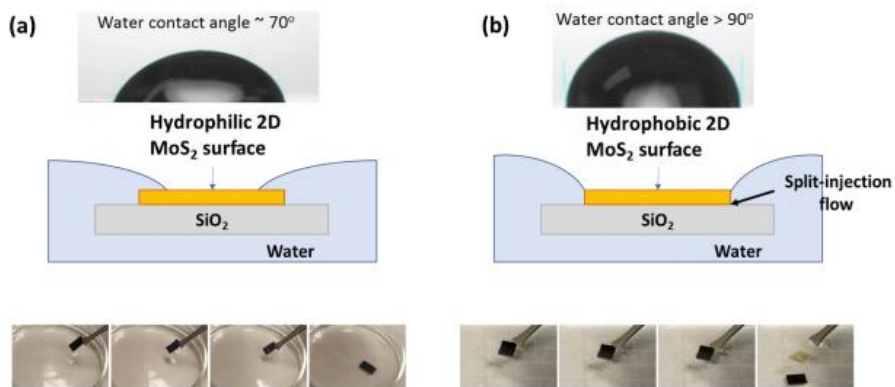 (a)
Water contact angle ~ 70°
Hydrophilic 2D
MoS₂ surface
SiO₂
Water
(b)
Water contact angle > 90°
Hydrophobic 2D
MoS₂ surface
Split-injection
flow
SiO₂
Water